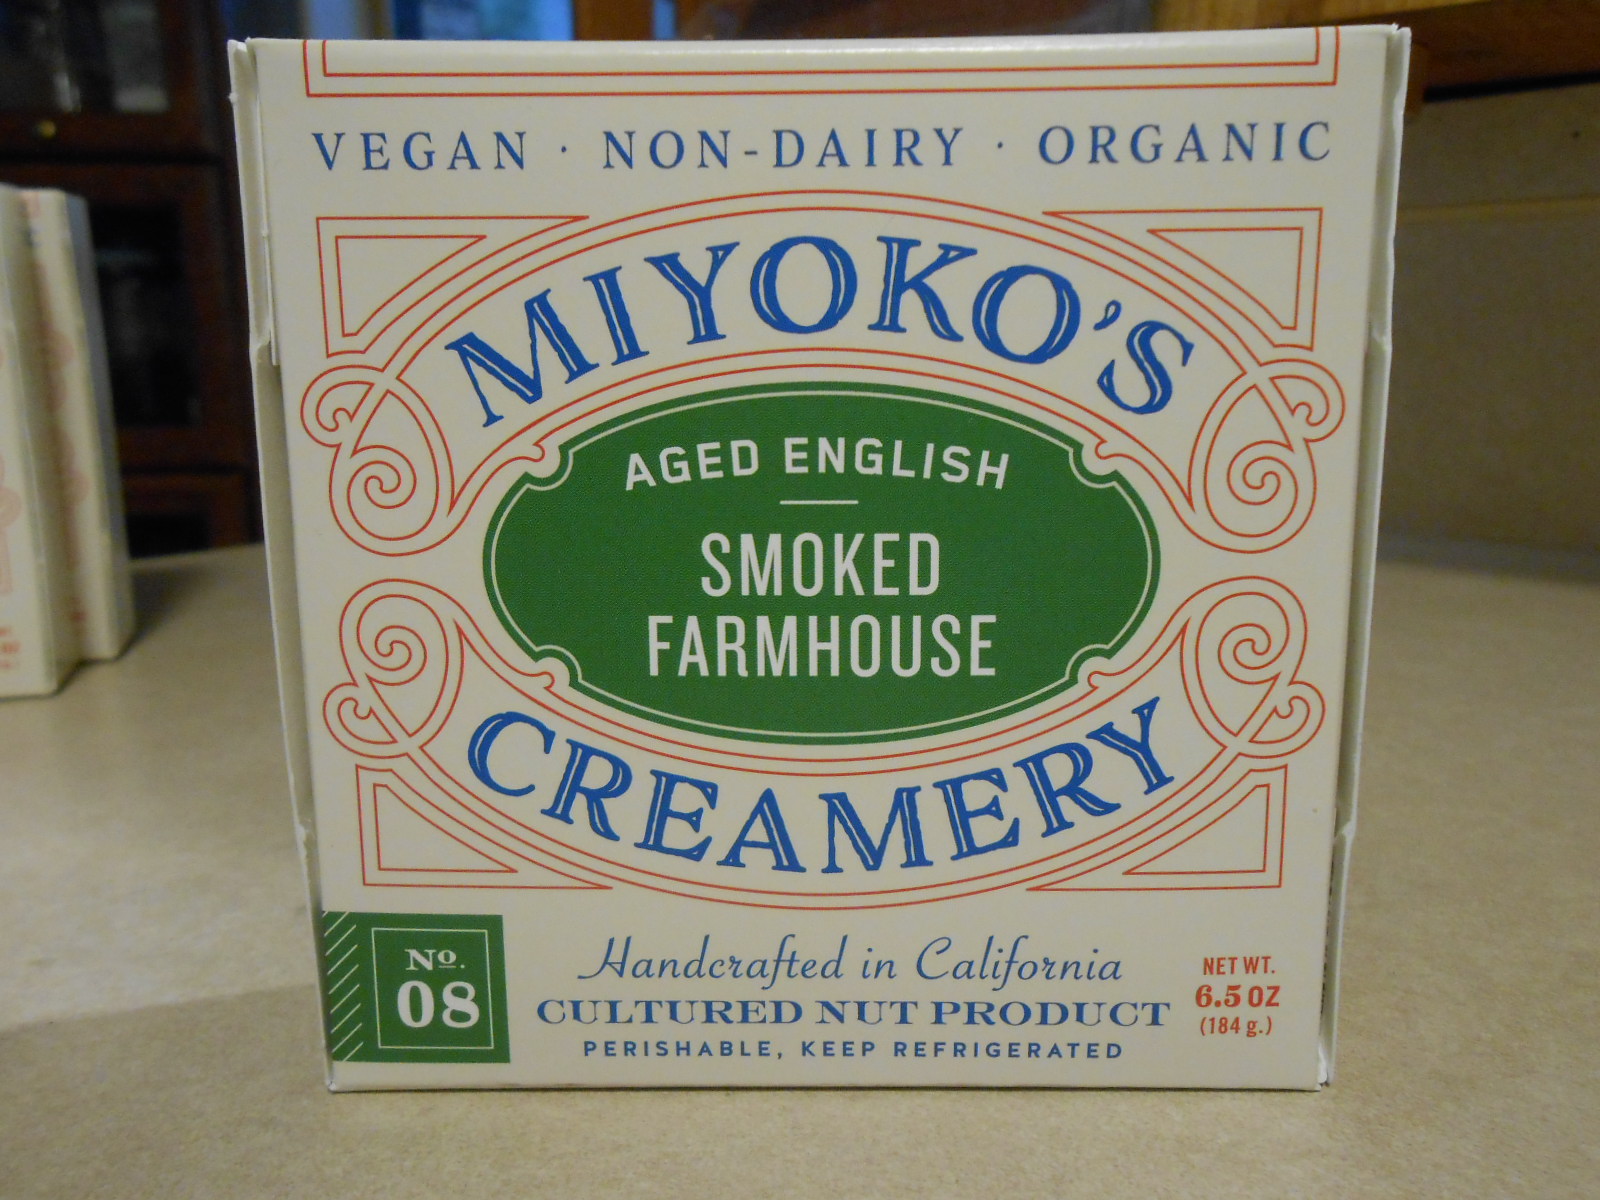 VEGAN · NON-DAIRY · ORGANIC
MIYOKO'S
AGED ENGLISH
SMOKED
FARMHOUSE
CREAMERY
No.
08
Handcrafted in California
CULTURED NUT PRODUCT
PERISHABLE, KEEP REFRIGERATED
NET WT.
6.5 OZ
(184 g.)